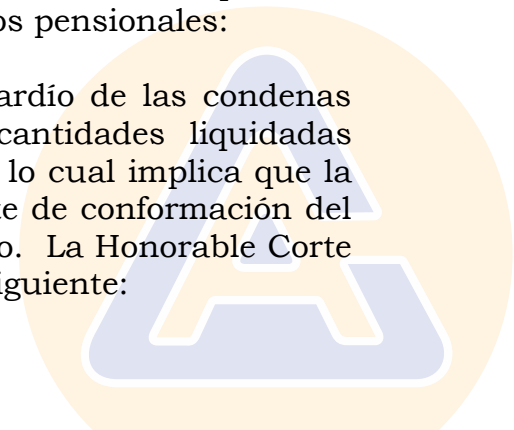 os pensionales:
ardío de las condenas
cantidades liquidadas
lo cual implica que la
te de conformación del
o. La Honorable Corte
iguiente: